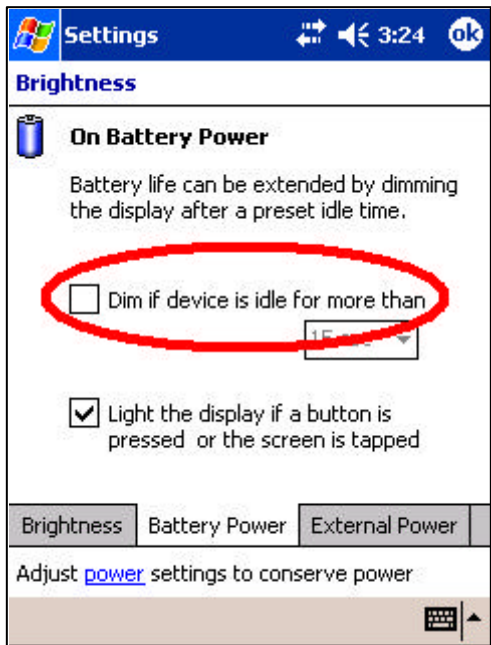 Settings 3:24 ok
Brightness
On Battery Power
Battery life can be extended by dimming
the display after a preset idle time.
Dim if device is idle for more than
Light the display if a button is
pressed or the screen is tapped
Brightness Battery Power External Power
Adjust power settings to conserve power